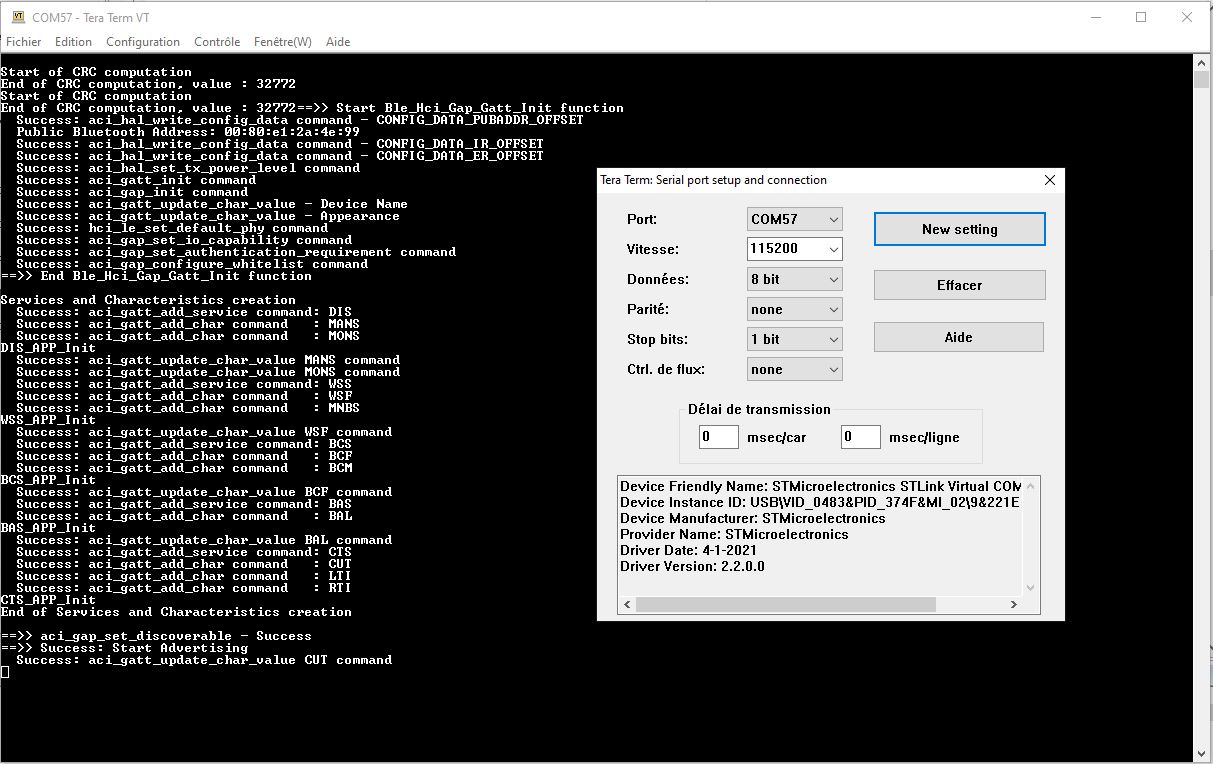 COM57 - Tera Term VT
Fichier Edition Configuration Contrôle Fenêtre(W) Aide
Start of CRC computation
End of CRC computation, value : 32772
Start of CRC computation
End of CRC computation, value : 32772==>> Start Ble_Hci_Gap_Gatt_Init function
Success: aci_hal_write_config_data command - CONFIG_DATA_PUBADDR_OFFSET
Public Bluetooth Address: 00:80:e1:2a:4e:99
Success: aci_hal_write_config_data command - CONFIG_DATA_IR_OFFSET
Success: aci_hal_write_config_data command - CONFIG_DATA_ER_OFFSET
Success: aci_hal_set_tx_power_level command
Success: aci_gatt_init command
Success: aci_gap_init command
Success: aci_gatt_update_char_value - Device Name
Success: aci_gatt_update_char_value - Appearance
Success: hci_le_set_default_phy command
Success: aci_gap_set_io_capability command
Success: aci_gap_set_authentication_requirement command
Success: aci_gap_configure_whitelist command
==>> End Ble_Hci_Gap_Gatt_Init function
Services and Characteristics creation
Success: aci_gatt_add_service command: DIS
Success: aci_gatt_add_char command : MANS
Success: aci_gatt_add_char command : MONS
DIS_APP_Init
Success: aci_gatt_update_char_value MANS command
Success: aci_gatt_update_char_value MONS command
Success: aci_gatt_add_service command: WSS
Success: aci_gatt_add_char command : WSF
Success: aci_gatt_add_char command : MNBS
WSS_APP_Init
Success: aci_gatt_update_char_value WSF command
Success: aci_gatt_add_service command: BCS
Success: aci_gatt_add_char command : BCF
Success: aci_gatt_add_char command : BCM
BCS_APP_Init
Success: aci_gatt_update_char_value BCF command
Success: aci_gatt_add_service command: BAS
Success: aci_gatt_add_char command : BAL
BAS_APP_Init
Success: aci_gatt_update_char_value BAL command
Success: aci_gatt_add_service command: CTS
Success: aci_gatt_add_char command : CUT
Success: aci_gatt_add_char command : LTI
Success: aci_gatt_add_char command : RTI
CTS_APP_Init
End of Services and Characteristics creation
==>> aci_gap_set_discoverable - Success
==>> Success: Start Advertising
Success: aci_gatt_update_char_value CUT command
Tera Term: Serial port setup and connection
Port: COM57 New setting
Vitesse: 115200
Données: 8 bit Effacer
Parité: none
Stop bits: 1 bit Aide
Ctrl. de flux: none
Délai de transmission
0 msec/car 0 msec/ligne
Device Friendly Name: STMicroelectronics STLink Virtual COM
Device Instance ID: USB\VID_0483&PID_374F&MI_02\9&221E
Device Manufacturer: STMicroelectronics
Provider Name: STMicroelectronics
Driver Date: 4-1-2021
Driver Version: 2.2.0.0